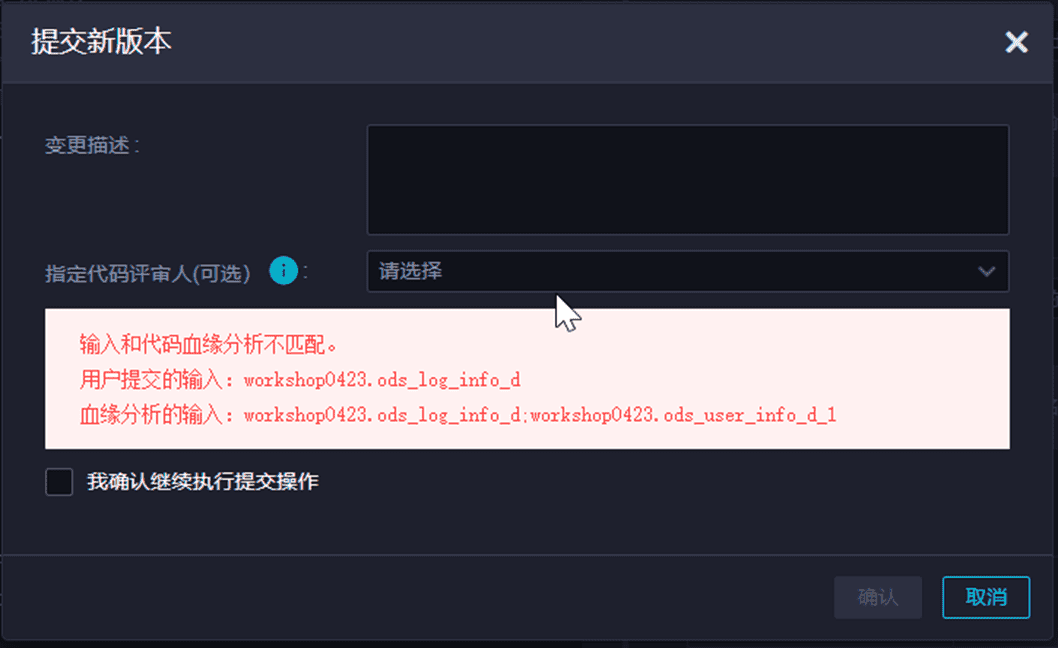 提交新版本
变更描述 :
指定代码评审人(可选) i :
请选择
输入和代码血缘分析不匹配。
用户提交的输入：workshop0423.ods_log_info_d
血缘分析的输入：workshop0423.ods_log_info_d;workshop0423.ods_user_info_d_1
我确认继续执行提交操作
确认
取消